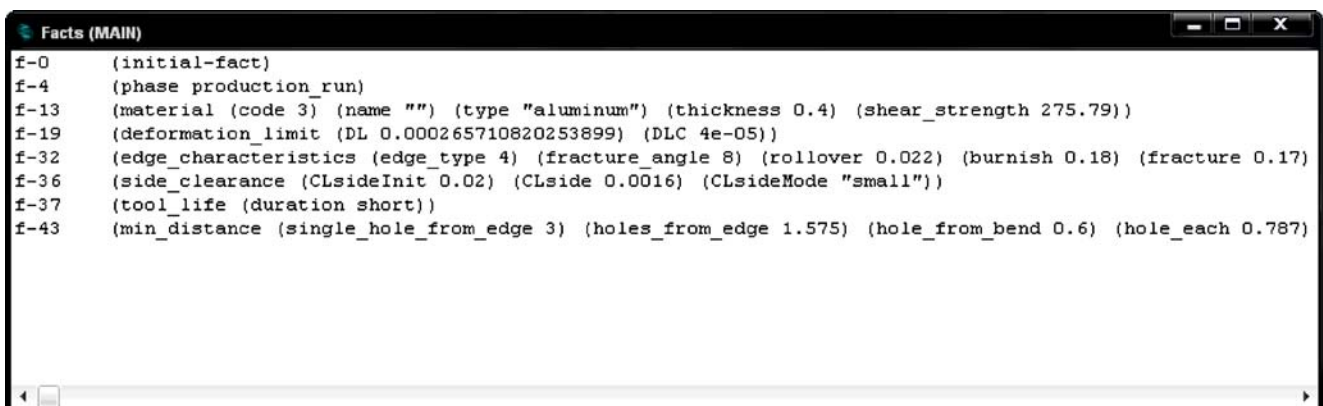 Facts (MAIN)
f-0 (initial-fact)
f-4 (phase production_run)
f-13 (material (code 3) (name "") (type "aluminum") (thickness 0.4) (shear_strength 275.79))
f-19 (deformation_limit (DL 0.000265710820253899) (DLC 4e-05))
f-32 (edge_characteristics (edge_type 4) (fracture_angle 8) (rollover 0.022) (burnish 0.18) (fracture 0.17)
f-36 (side_clearance (CLsideInit 0.02) (CLside 0.0016) (CLsideMode "small"))
f-37 (tool_life (duration short))
f-43 (min_distance (single_hole_from_edge 3) (holes_from_edge 1.575) (hole_from_bend 0.6) (hole_each 0.787)